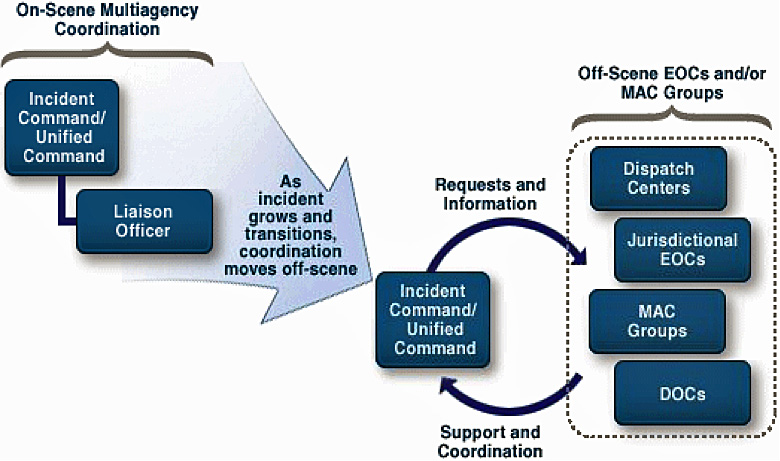 On-Scene Multiagency
Coordination
Incident
Command/
Unified
Command
Liaison
Officer
As
incident
grows and
transitions,
coordination
moves off-scene
Incident
Command/
Unified
Command
Requests and
Information
Support and
Coordination
Off-Scene EOCs and/or
MAC Groups
Dispatch
Centers
Jurisdictional
EOCs
MAC
Groups
DOCs